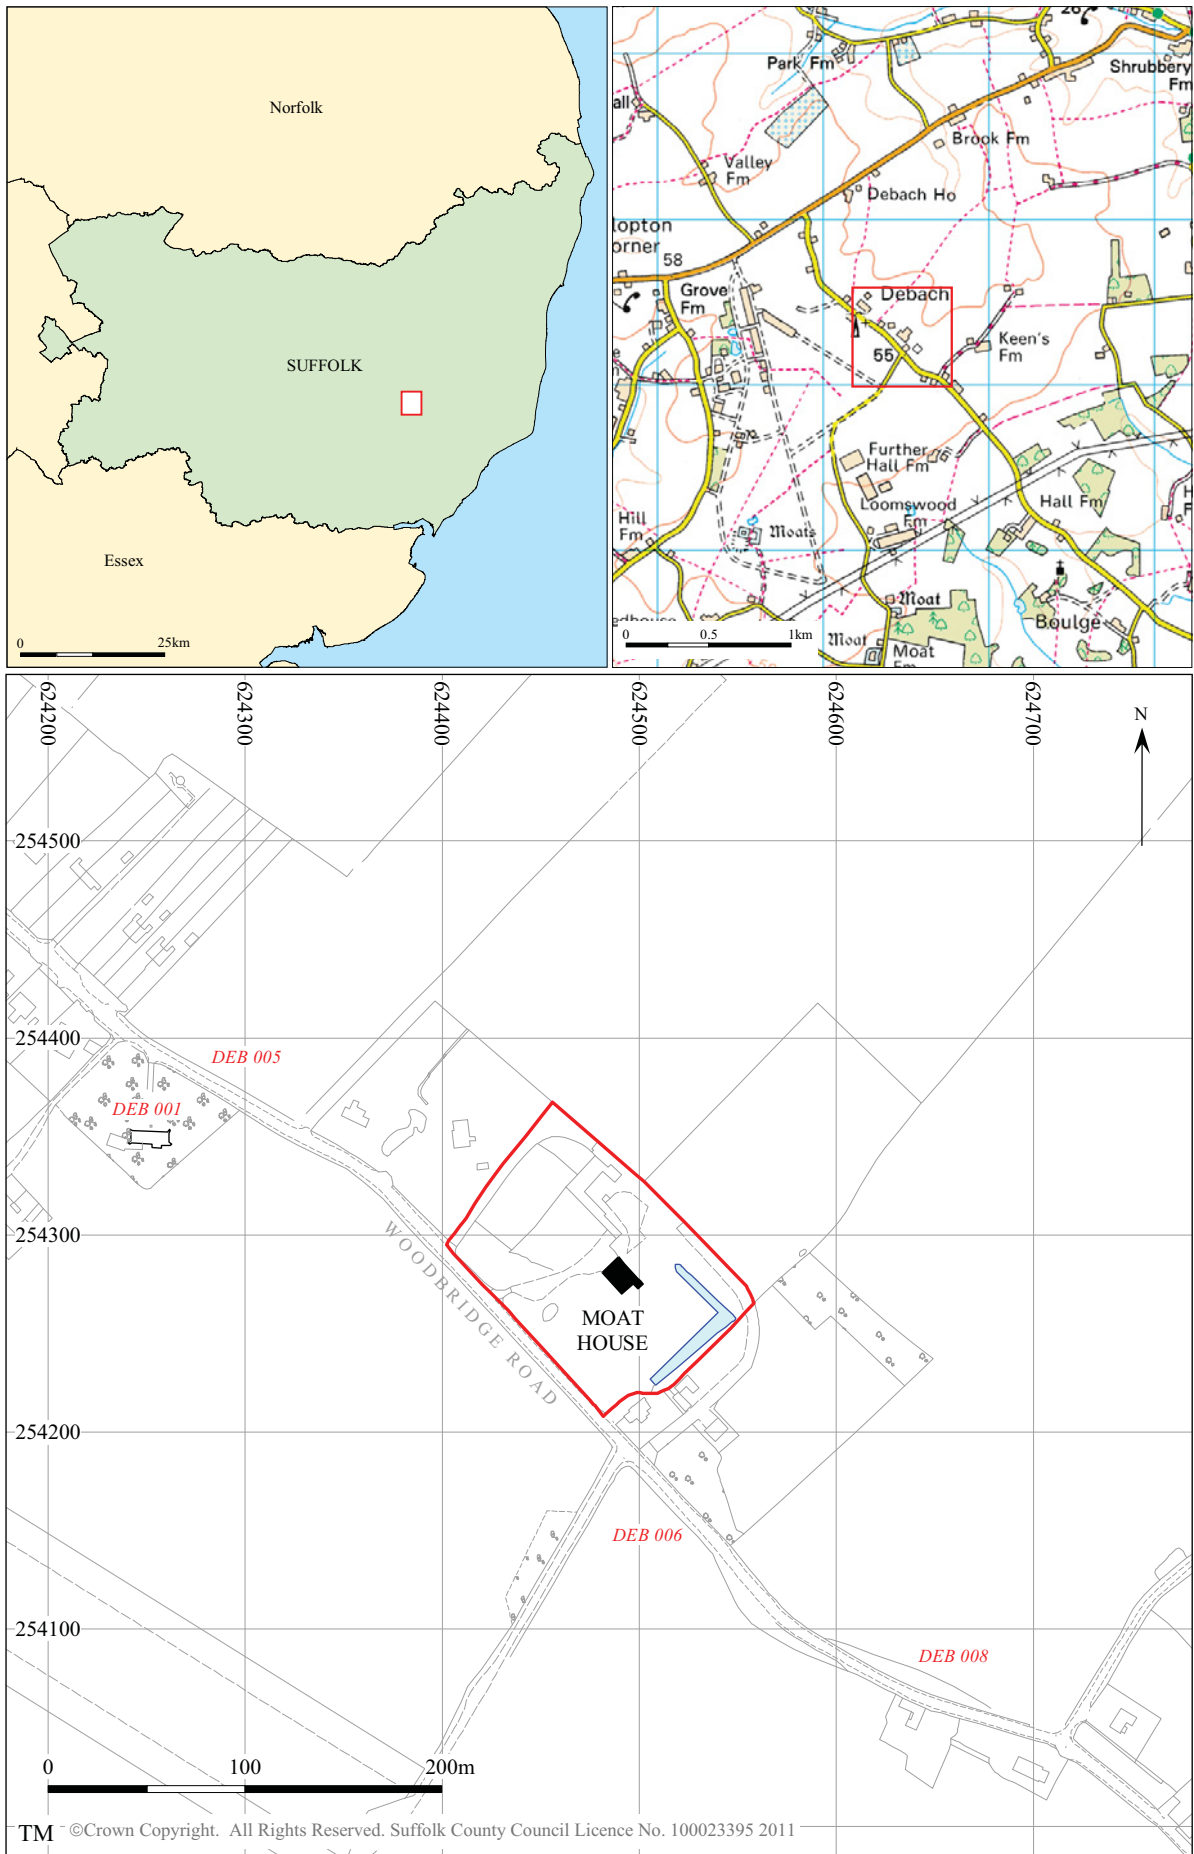 Norfolk
SUFFOLK
Essex
0 25km
28
Park Fm
Shrubbery
Fm
all
Brook Fm
Valley
Fm
Debach Ho
lopton
orner
58
Grove
Fm
Debach
55
Keen's
Fm
Further
Hall Fm
Loomswood
Fm
Hall Fm
H
F
Hill
Fm
Moats
Moat
Boulge
edhouse
Moat
Moat
Fm
0 0.5 1km
624200
624300
624400
624500
624600
624700
N
254500
254400
DEB 005
DEB 001
254300
WOODBRIDGE ROAD
MOAT
HOUSE
254200
DEB 006
254100
DEB 008
0 100 200m
TM ©Crown Copyright. All Rights Reserved. Suffolk County Council Licence No. 100023395 2011